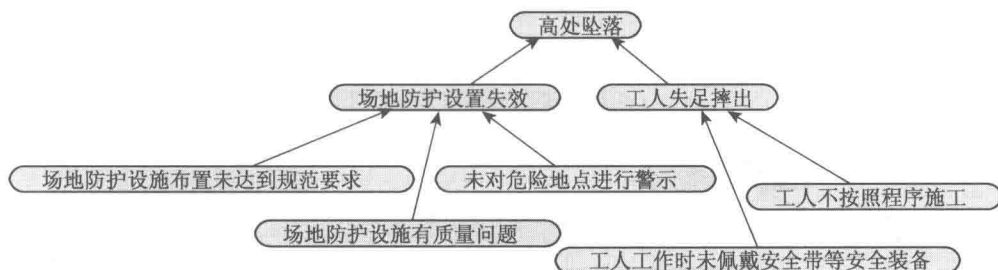 高处坠落
场地防护设置失效
工人失足摔出
场地防护设施布置未达到规范要求
未对危险地点进行警示
工人不按照程序施工
场地防护设施有质量问题
工人工作时未佩戴安全带等安全装备